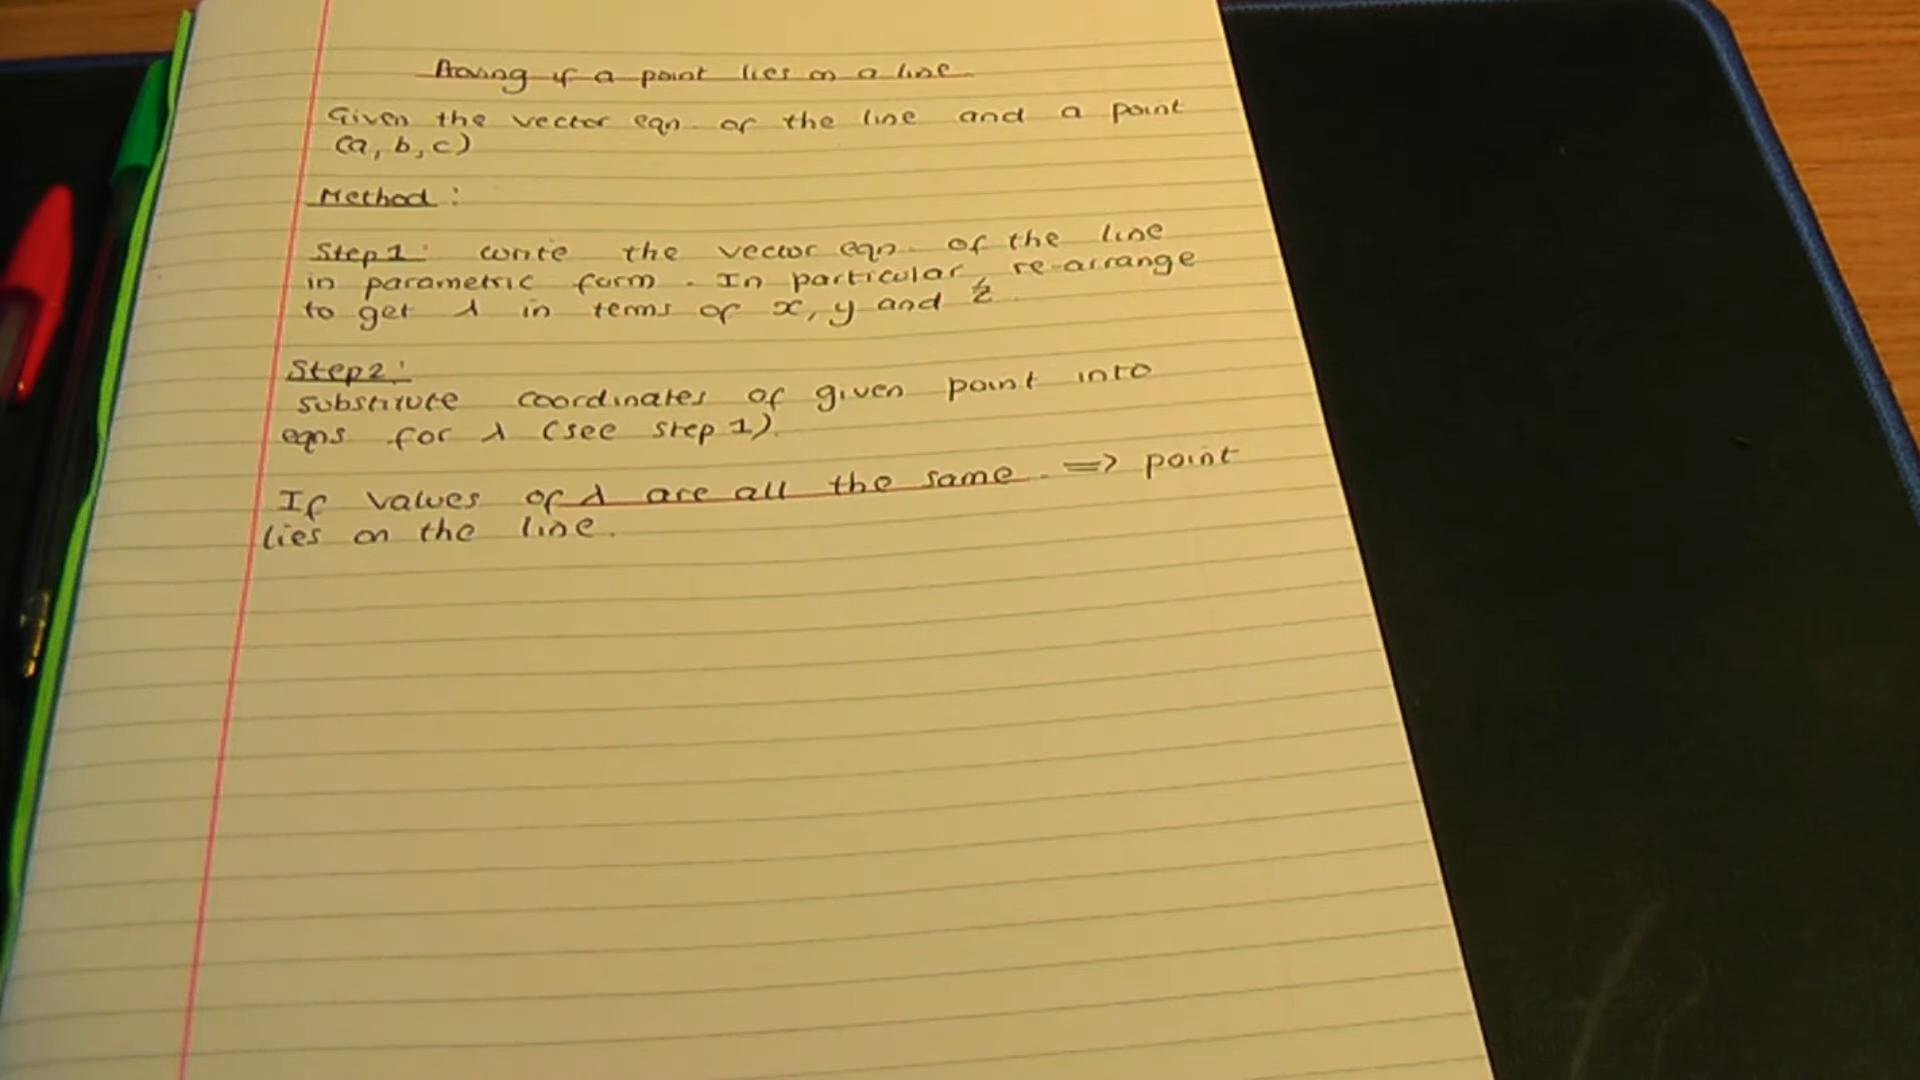 Proving if a point lies on a line
Given the vector eqn. of the line and a point
(a, b, c)
Method :
Step 1: write the vector eqn. of the line
in parametric form. In particular, re-arrange
to get λ in terms of x, y and z.
Step 2:
substitute coordinates of given point into
eqns for λ (see step 1).
If values of λ are all the same. => point
lies on the line.